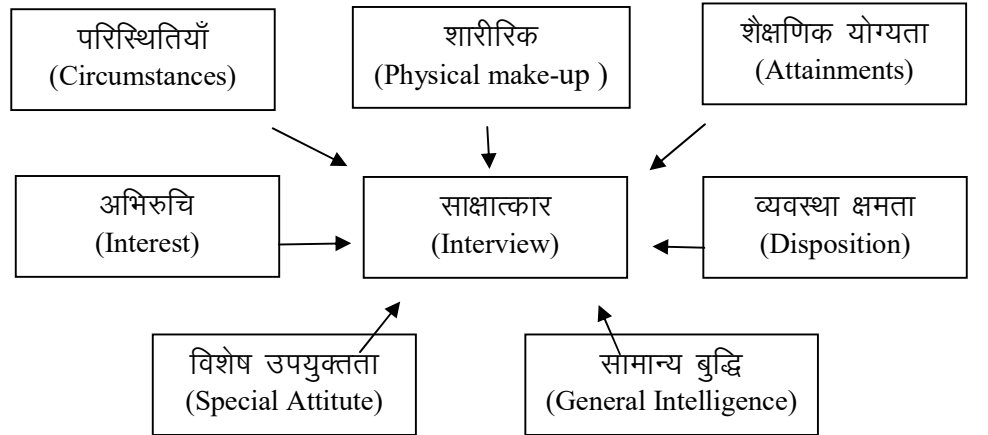 परिस्थितियाँ
(Circumstances)
शारीरिक
(Physical make-up )
शैक्षणिक योग्यता
(Attainments)
अभिरुचि
(Interest)
साक्षात्कार
(Interview)
व्यवस्था क्षमता
(Disposition)
विशेष उपयुक्तता
(Special Attitute)
सामान्य बुद्धि
(General Intelligence)